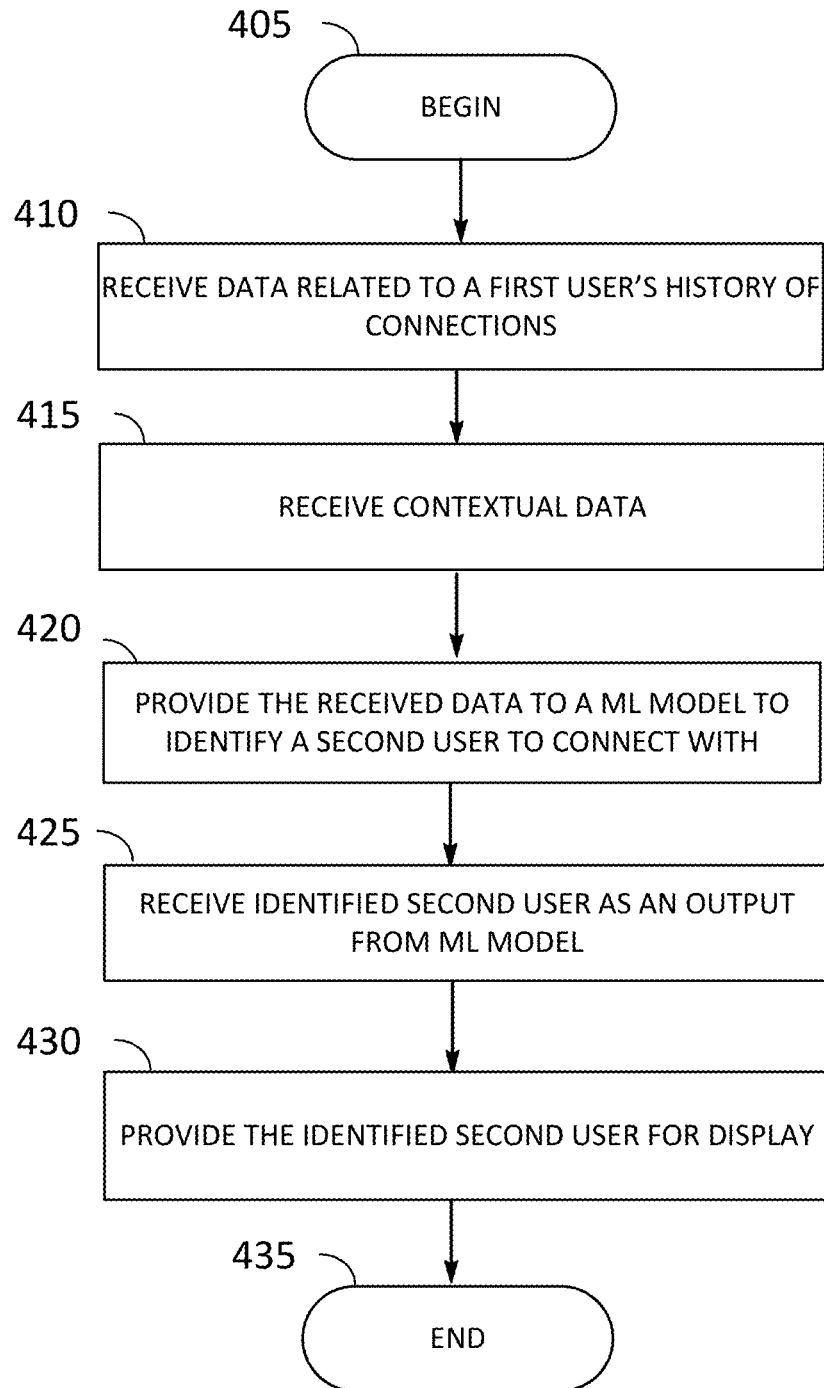 405
BEGIN
410
RECEIVE DATA RELATED TO A FIRST USER’S HISTORY OF
CONNECTIONS
415
RECEIVE CONTEXTUAL DATA
420
PROVIDE THE RECEIVED DATA TO A ML MODEL TO
IDENTIFY A SECOND USER TO CONNECT WITH
425
RECEIVE IDENTIFIED SECOND USER AS AN OUTPUT
FROM ML MODEL
430
PROVIDE THE IDENTIFIED SECOND USER FOR DISPLAY
435
END